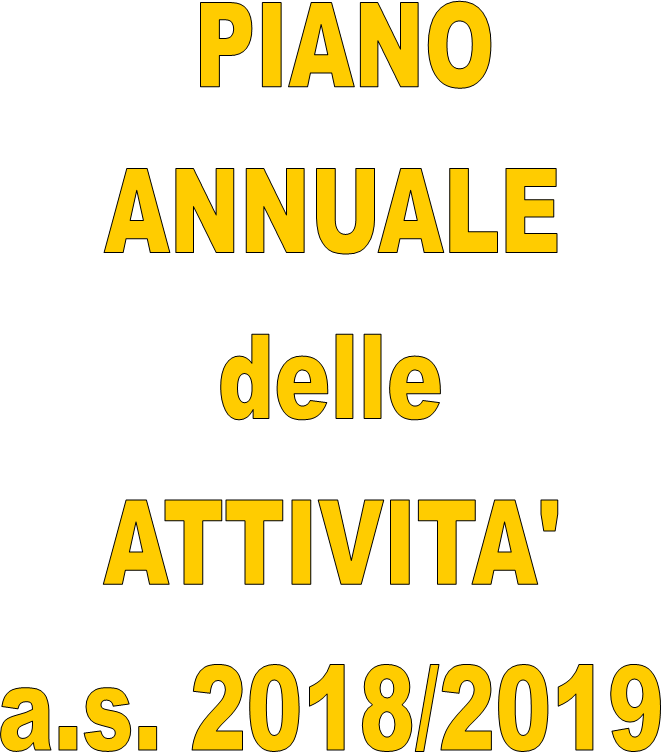 PIANO
ANNUALE
delle
ATTIVITA'
a.s. 2018/2019